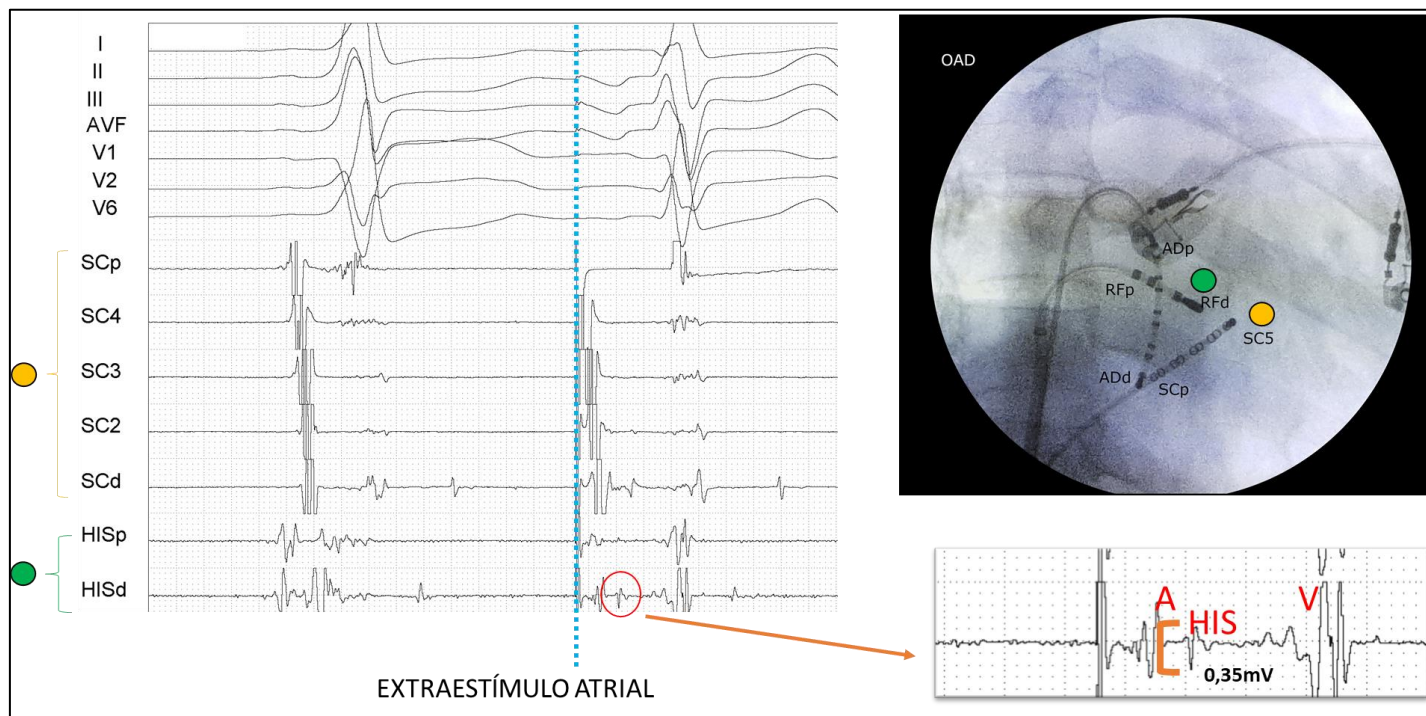 I
II
III
AVF
V1
V2
V6
SCp
SC4
SC3
SC2
SCd
HISp
HISd
EXTRAESTÍMULO ATRIAL
OAD
ADp
RFp
RFd
SC5
ADd
SCp
A
HIS
V
0,35mV